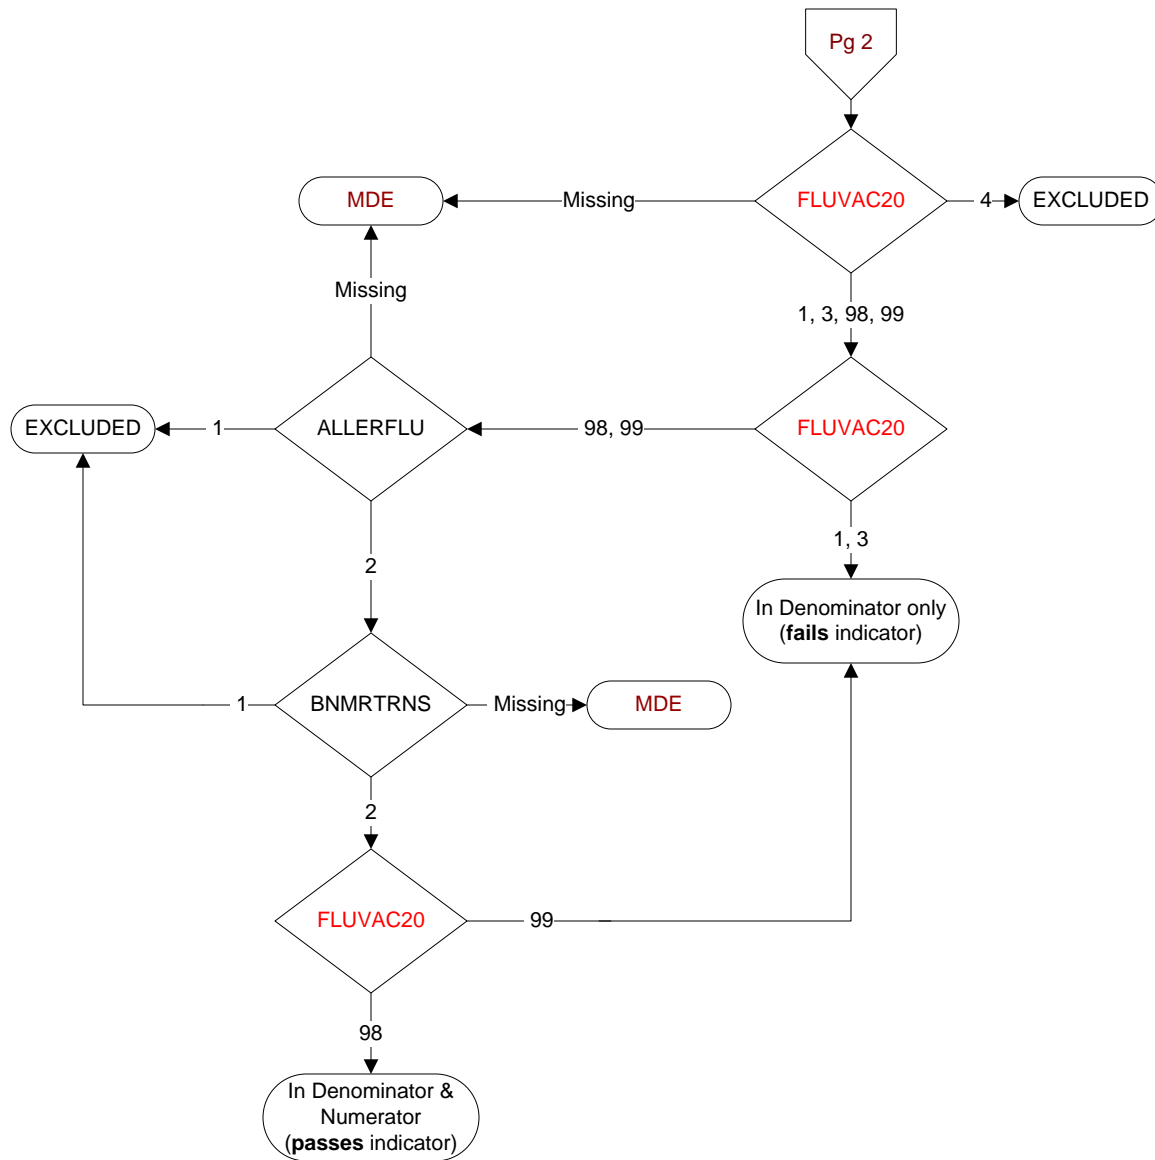 Pg 2
MDE
Missing
FLUVAC20
4
EXCLUDED
Missing
1, 3, 98, 99
EXCLUDED
1
ALLERFLU
98, 99
FLUVAC20
1, 3
2
In Denominator only
(fails indicator)
1
BNMRTRNS
Missing
MDE
2
FLUVAC20
99
98
In Denominator &
Numerator
(passes indicator)